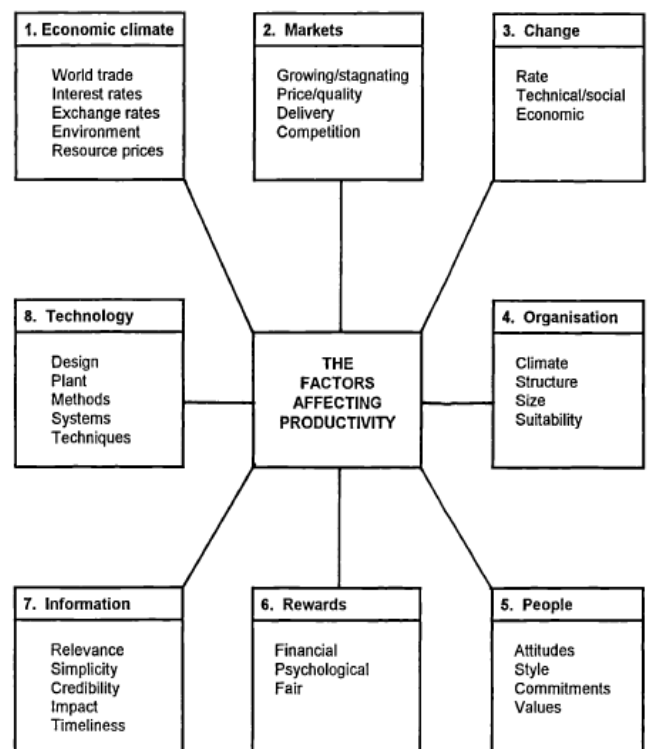 1. Economic climate
World trade
Interest rates
Exchange rates
Environment
Resource prices
2. Markets
Growing/stagnating
Price/quality
Delivery
Competition
3. Change
Rate
Technical/social
Economic
8. Technology
Design
Plant
Methods
Systems
Techniques
THE
FACTORS
AFFECTING
PRODUCTIVITY
4. Organisation
Climate
Structure
Size
Suitability
7. Information
Relevance
Simplicity
Credibility
Impact
Timeliness
6. Rewards
Financial
Psychological
Fair
5. People
Attitudes
Style
Commitments
Values